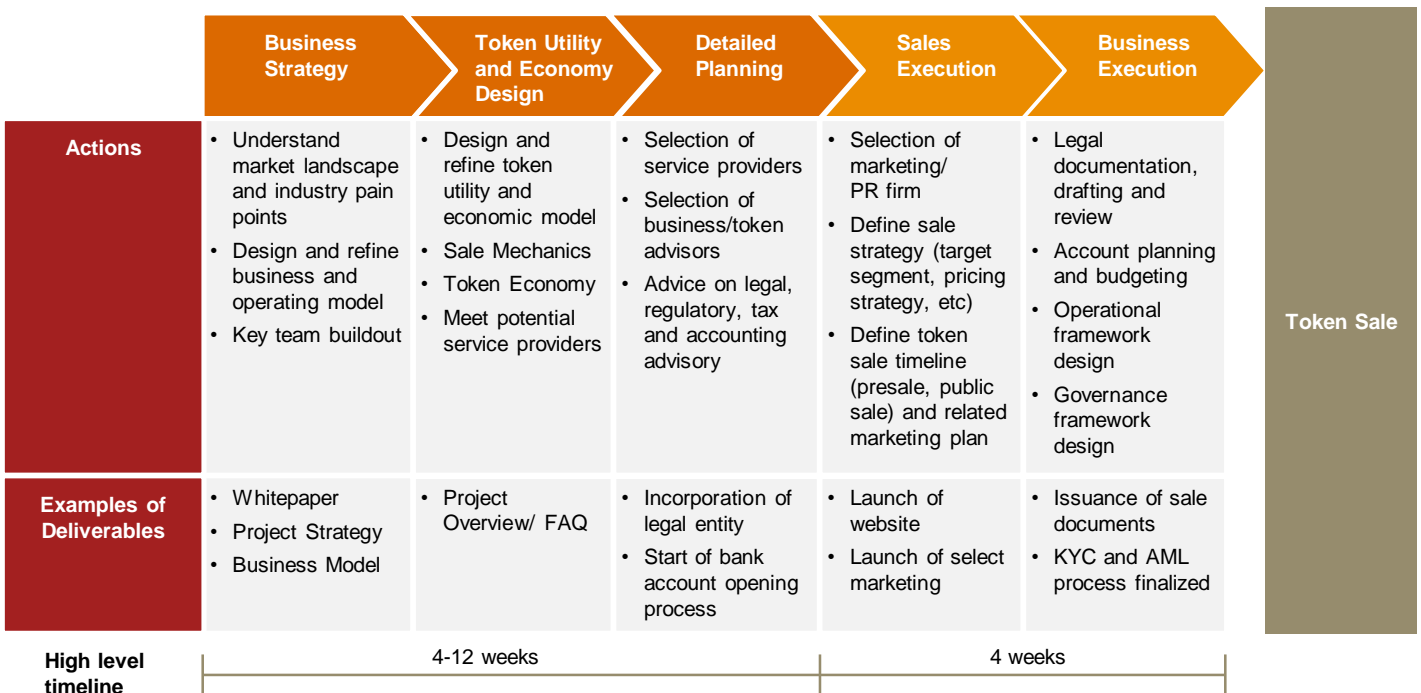 Business
Strategy
Token Utility
and Economy
Design
Detailed
Planning
Sales
Execution
Business
Execution
Token Sale
Actions
• Understand
market landscape
and industry pain
points
• Design and refine
business and
operating model
• Key team buildout
• Design and
refine token
utility and
economic model
• Sale Mechanics
• Token Economy
• Meet potential
service providers
• Selection of
service providers
• Selection of
business/token
advisors
• Advice on legal,
regulatory, tax
and accounting
advisory
• Selection of
marketing/
PR firm
• Define sale
strategy (target
segment, pricing
strategy, etc)
• Define token
sale timeline
(presale, public
sale) and related
marketing plan
• Legal
documentation,
drafting and
review
• Account planning
and budgeting
• Operational
framework
design
• Governance
framework
design
Examples of
Deliverables
• Whitepaper
• Project Strategy
• Business Model
• Project
Overview/ FAQ
• Incorporation of
legal entity
• Start of bank
account opening
process
• Launch of
website
• Launch of select
marketing
• Issuance of sale
documents
• KYC and AML
process finalized
High level
timeline
4-12 weeks
4 weeks